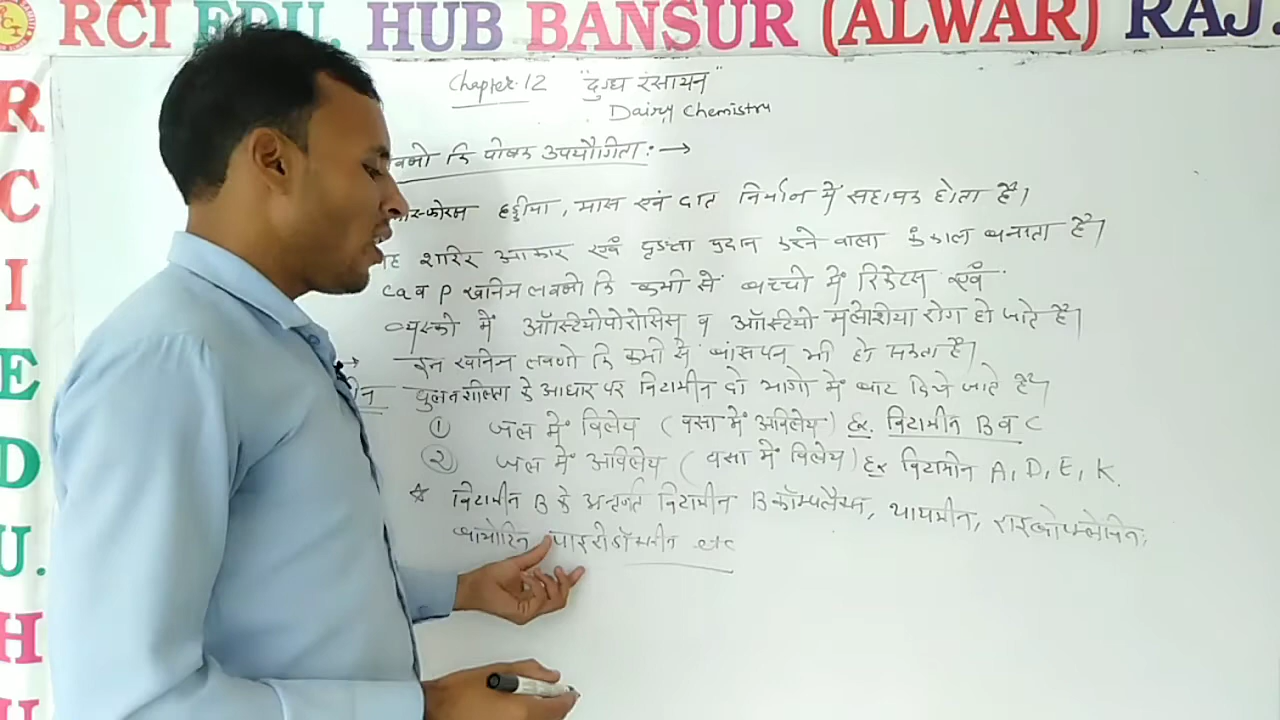 RCI EDU. HUB BANSUR (ALWAR) RAJ.
R
C
I
E
D
U.
H
U
Chapter-12 "दुग्ध रसायन"
Dairy Chemistry
कि पोषक उपयौगिता :→
हड्डीया, मास एवं दात निर्माण में सहायक होता है।
शारिर आकार एवं दृढता प्रदान करने वाला कंकाल बनाता है।
Ca व P खनिज लवणो कि कमी से बच्चो में रिकेटस एवं
व्यस्को में ऑस्टियोपोरोसिस व ऑस्टियो मलेशिया रोग हो जाते है।
→ इन खनिज लवणो कि कमी से बांझपन भी हो सकता है।
घुलनशीलता के आधार पर विटामीन दो भागो में बाट दिये जाते है।
① जल में विलेय (वसा में अविलेय) Ex. विटामीन B व C
② जल में अविलेय (वसा में विलेय) Ex विटामीन A, D, E, K.
☆ विटामीन B के अन्तर्गत विटामीन B कॉम्पलैक्स, थायमीन, राइबोफ्लेविन,
बायोटिन पाइरीडॉक्सीन etc